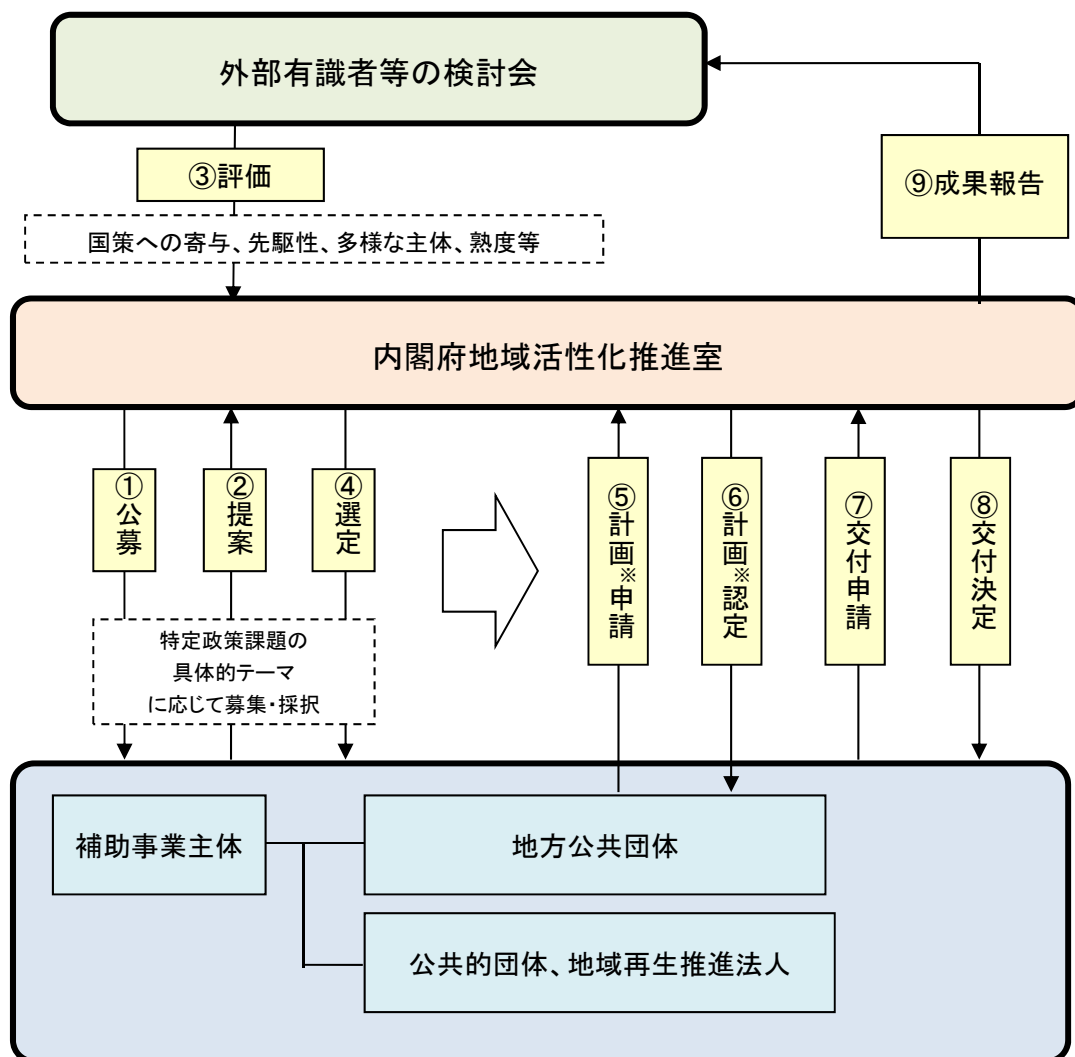 外部有識者等の検討会
③評価
⑨成果報告
国策への寄与、先駆性、多様な主体、熟度等
内閣府地域活性化推進室
①公募
②提案
④選定
⑤計画※申請
⑥計画※認定
⑦交付申請
⑧交付決定
特定政策課題の
具体的テーマ
に応じて募集・採択
補助事業主体
地方公共団体
公共的団体、地域再生推進法人